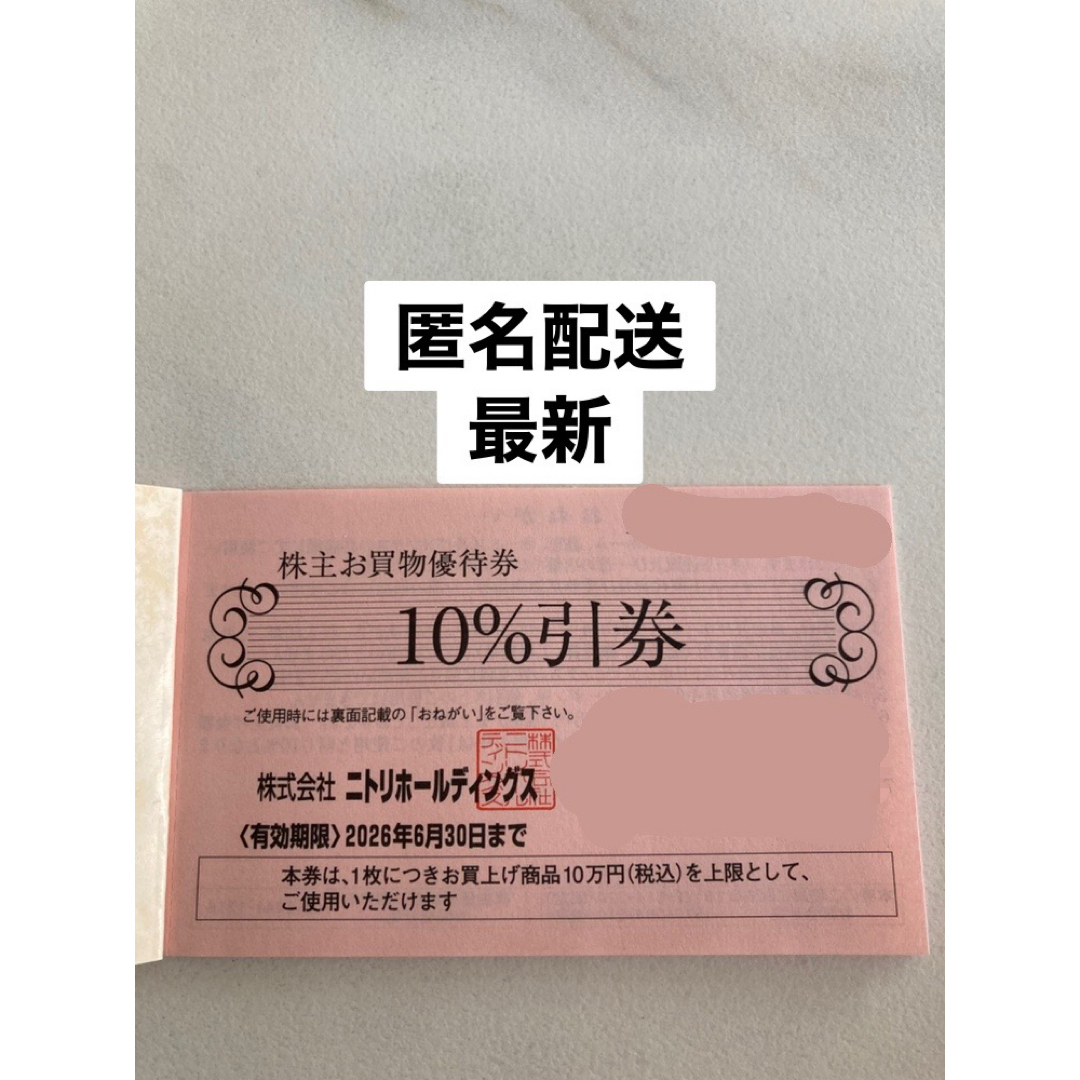 匿名配送
最新
株主お買物優待券
10%引券
ご使用時には裏面記載の「おねがい」をご覧下さい。
株式会社 ニトリホールディングス
〈有効期限〉2026年6月30日まで
本券は、1枚につきお買上げ商品10万円(税込)を上限として、
ご使用いただけます